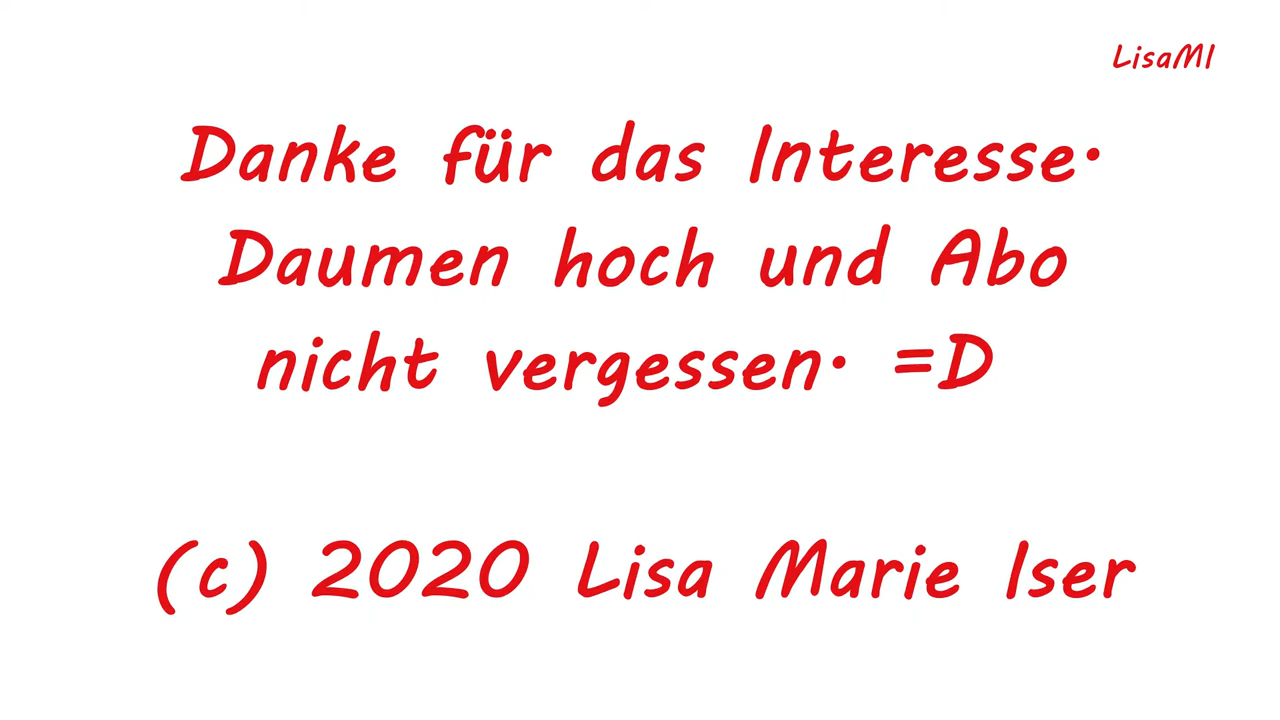 LisaMI
Danke für das Interesse.
Daumen hoch und Abo
nicht vergessen. =D
(c) 2020 Lisa Marie Iser